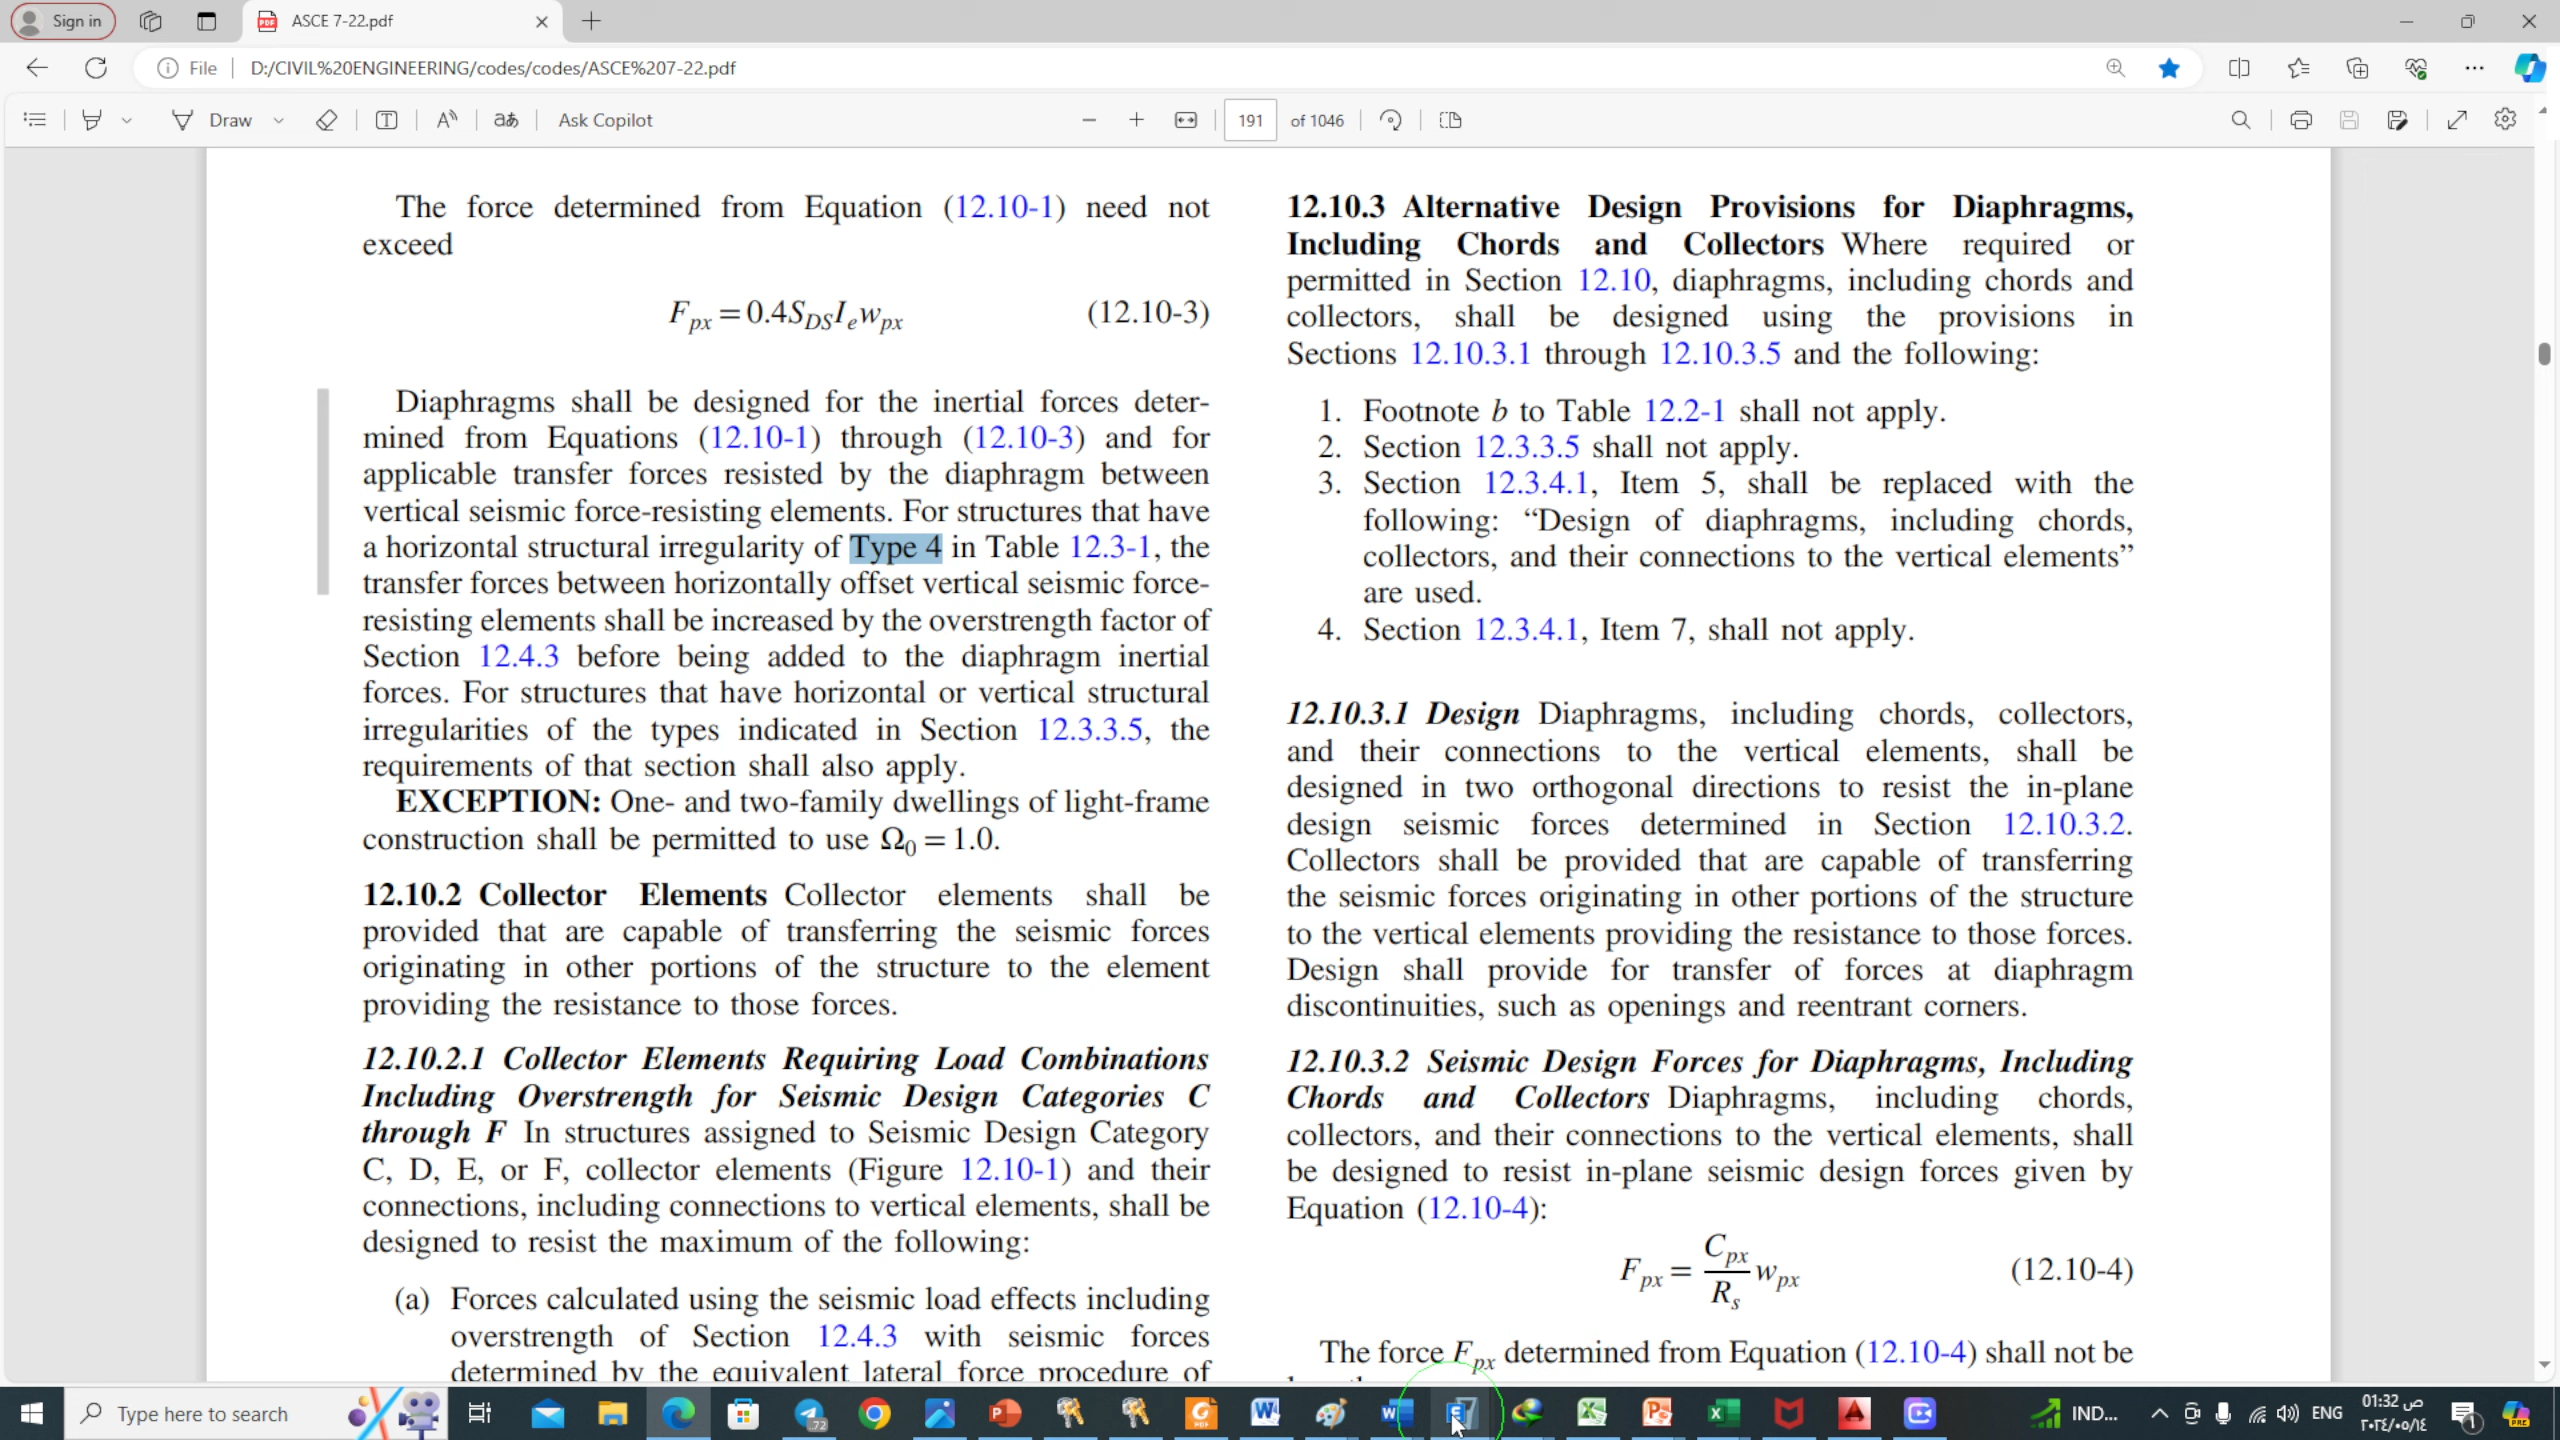 Sign in
ASCE 7-22.pdf
File
D:/CIVIL%20ENGINEERING/codes/codes/ASCE%207-22.pdf
Draw
Ask Copilot
191 of 1046
The force determined from Equation (12.10-1) need not
exceed
Fpx = 0.4SDSIewpx (12.10-3)
Diaphragms shall be designed for the inertial forces deter-
mined from Equations (12.10-1) through (12.10-3) and for
applicable transfer forces resisted by the diaphragm between
vertical seismic force-resisting elements. For structures that have
a horizontal structural irregularity of Type 4 in Table 12.3-1, the
transfer forces between horizontally offset vertical seismic force-
resisting elements shall be increased by the overstrength factor of
Section 12.4.3 before being added to the diaphragm inertial
forces. For structures that have horizontal or vertical structural
irregularities of the types indicated in Section 12.3.3.5, the
requirements of that section shall also apply.
EXCEPTION: One- and two-family dwellings of light-frame
construction shall be permitted to use Ω0 = 1.0.
12.10.2 Collector Elements Collector elements shall be
provided that are capable of transferring the seismic forces
originating in other portions of the structure to the element
providing the resistance to those forces.
12.10.2.1 Collector Elements Requiring Load Combinations
Including Overstrength for Seismic Design Categories C
through F In structures assigned to Seismic Design Category
C, D, E, or F, collector elements (Figure 12.10-1) and their
connections, including connections to vertical elements, shall be
designed to resist the maximum of the following:
(a) Forces calculated using the seismic load effects including
overstrength of Section 12.4.3 with seismic forces
determined by the equivalent lateral force procedure of
12.10.3 Alternative Design Provisions for Diaphragms,
Including Chords and Collectors Where required or
permitted in Section 12.10, diaphragms, including chords and
collectors, shall be designed using the provisions in
Sections 12.10.3.1 through 12.10.3.5 and the following:
1. Footnote b to Table 12.2-1 shall not apply.
2. Section 12.3.3.5 shall not apply.
3. Section 12.3.4.1, Item 5, shall be replaced with the
following: “Design of diaphragms, including chords,
collectors, and their connections to the vertical elements”
are used.
4. Section 12.3.4.1, Item 7, shall not apply.
12.10.3.1 Design Diaphragms, including chords, collectors,
and their connections to the vertical elements, shall be
designed in two orthogonal directions to resist the in-plane
design seismic forces determined in Section 12.10.3.2.
Collectors shall be provided that are capable of transferring
the seismic forces originating in other portions of the structure
to the vertical elements providing the resistance to those forces.
Design shall provide for transfer of forces at diaphragm
discontinuities, such as openings and reentrant corners.
12.10.3.2 Seismic Design Forces for Diaphragms, Including
Chords and Collectors Diaphragms, including chords,
collectors, and their connections to the vertical elements, shall
be designed to resist in-plane seismic design forces given by
Equation (12.10-4):
Fpx = Cpx/Rs wpx (12.10-4)
The force Fpx determined from Equation (12.10-4) shall not be
Type here to search
72
IND...
ENG
01:32 ص
٢٠٢٤/٠٥/١٤
1